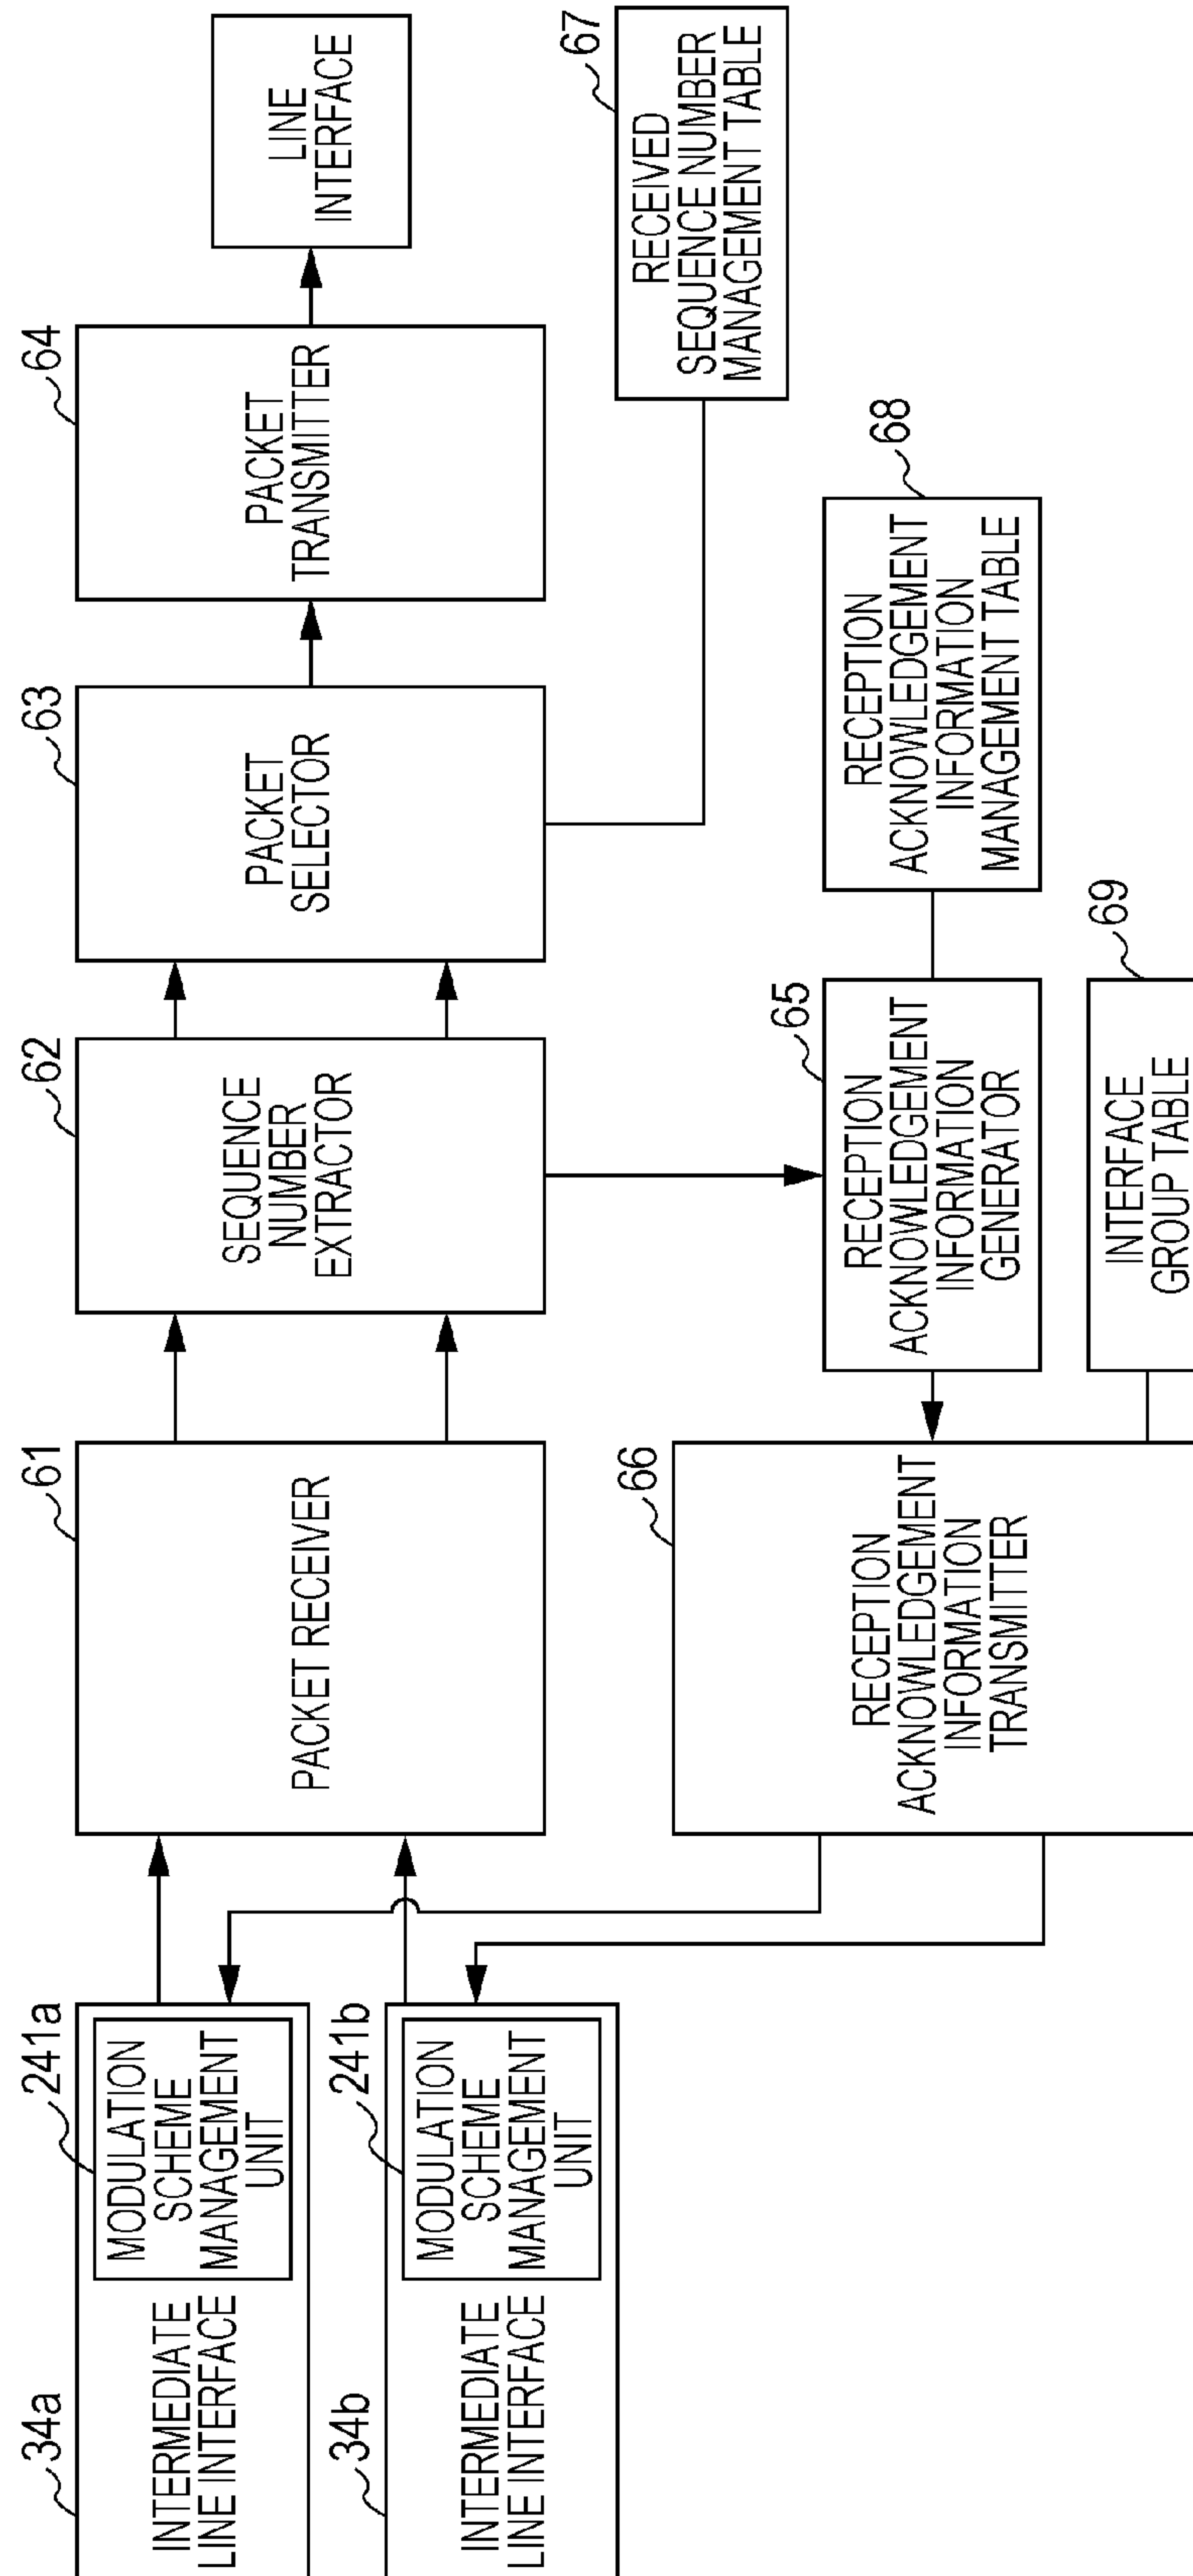 34a
INTERMEDIATE
LINE INTERFACE
241a
MODULATION
SCHEME
MANAGEMENT
UNIT
34b
INTERMEDIATE
LINE INTERFACE
241b
MODULATION
SCHEME
MANAGEMENT
UNIT
61
PACKET RECEIVER
62
SEQUENCE
NUMBER
EXTRACTOR
63
PACKET
SELECTOR
64
PACKET
TRANSMITTER
LINE
INTERFACE
67
RECEIVED
SEQUENCE NUMBER
MANAGEMENT TABLE
66
RECEPTION
ACKNOWLEDGEMENT
INFORMATION
TRANSMITTER
65
RECEPTION
ACKNOWLEDGEMENT
INFORMATION
GENERATOR
68
RECEPTION
ACKNOWLEDGEMENT
INFORMATION
MANAGEMENT TABLE
69
INTERFACE
GROUP TABLE